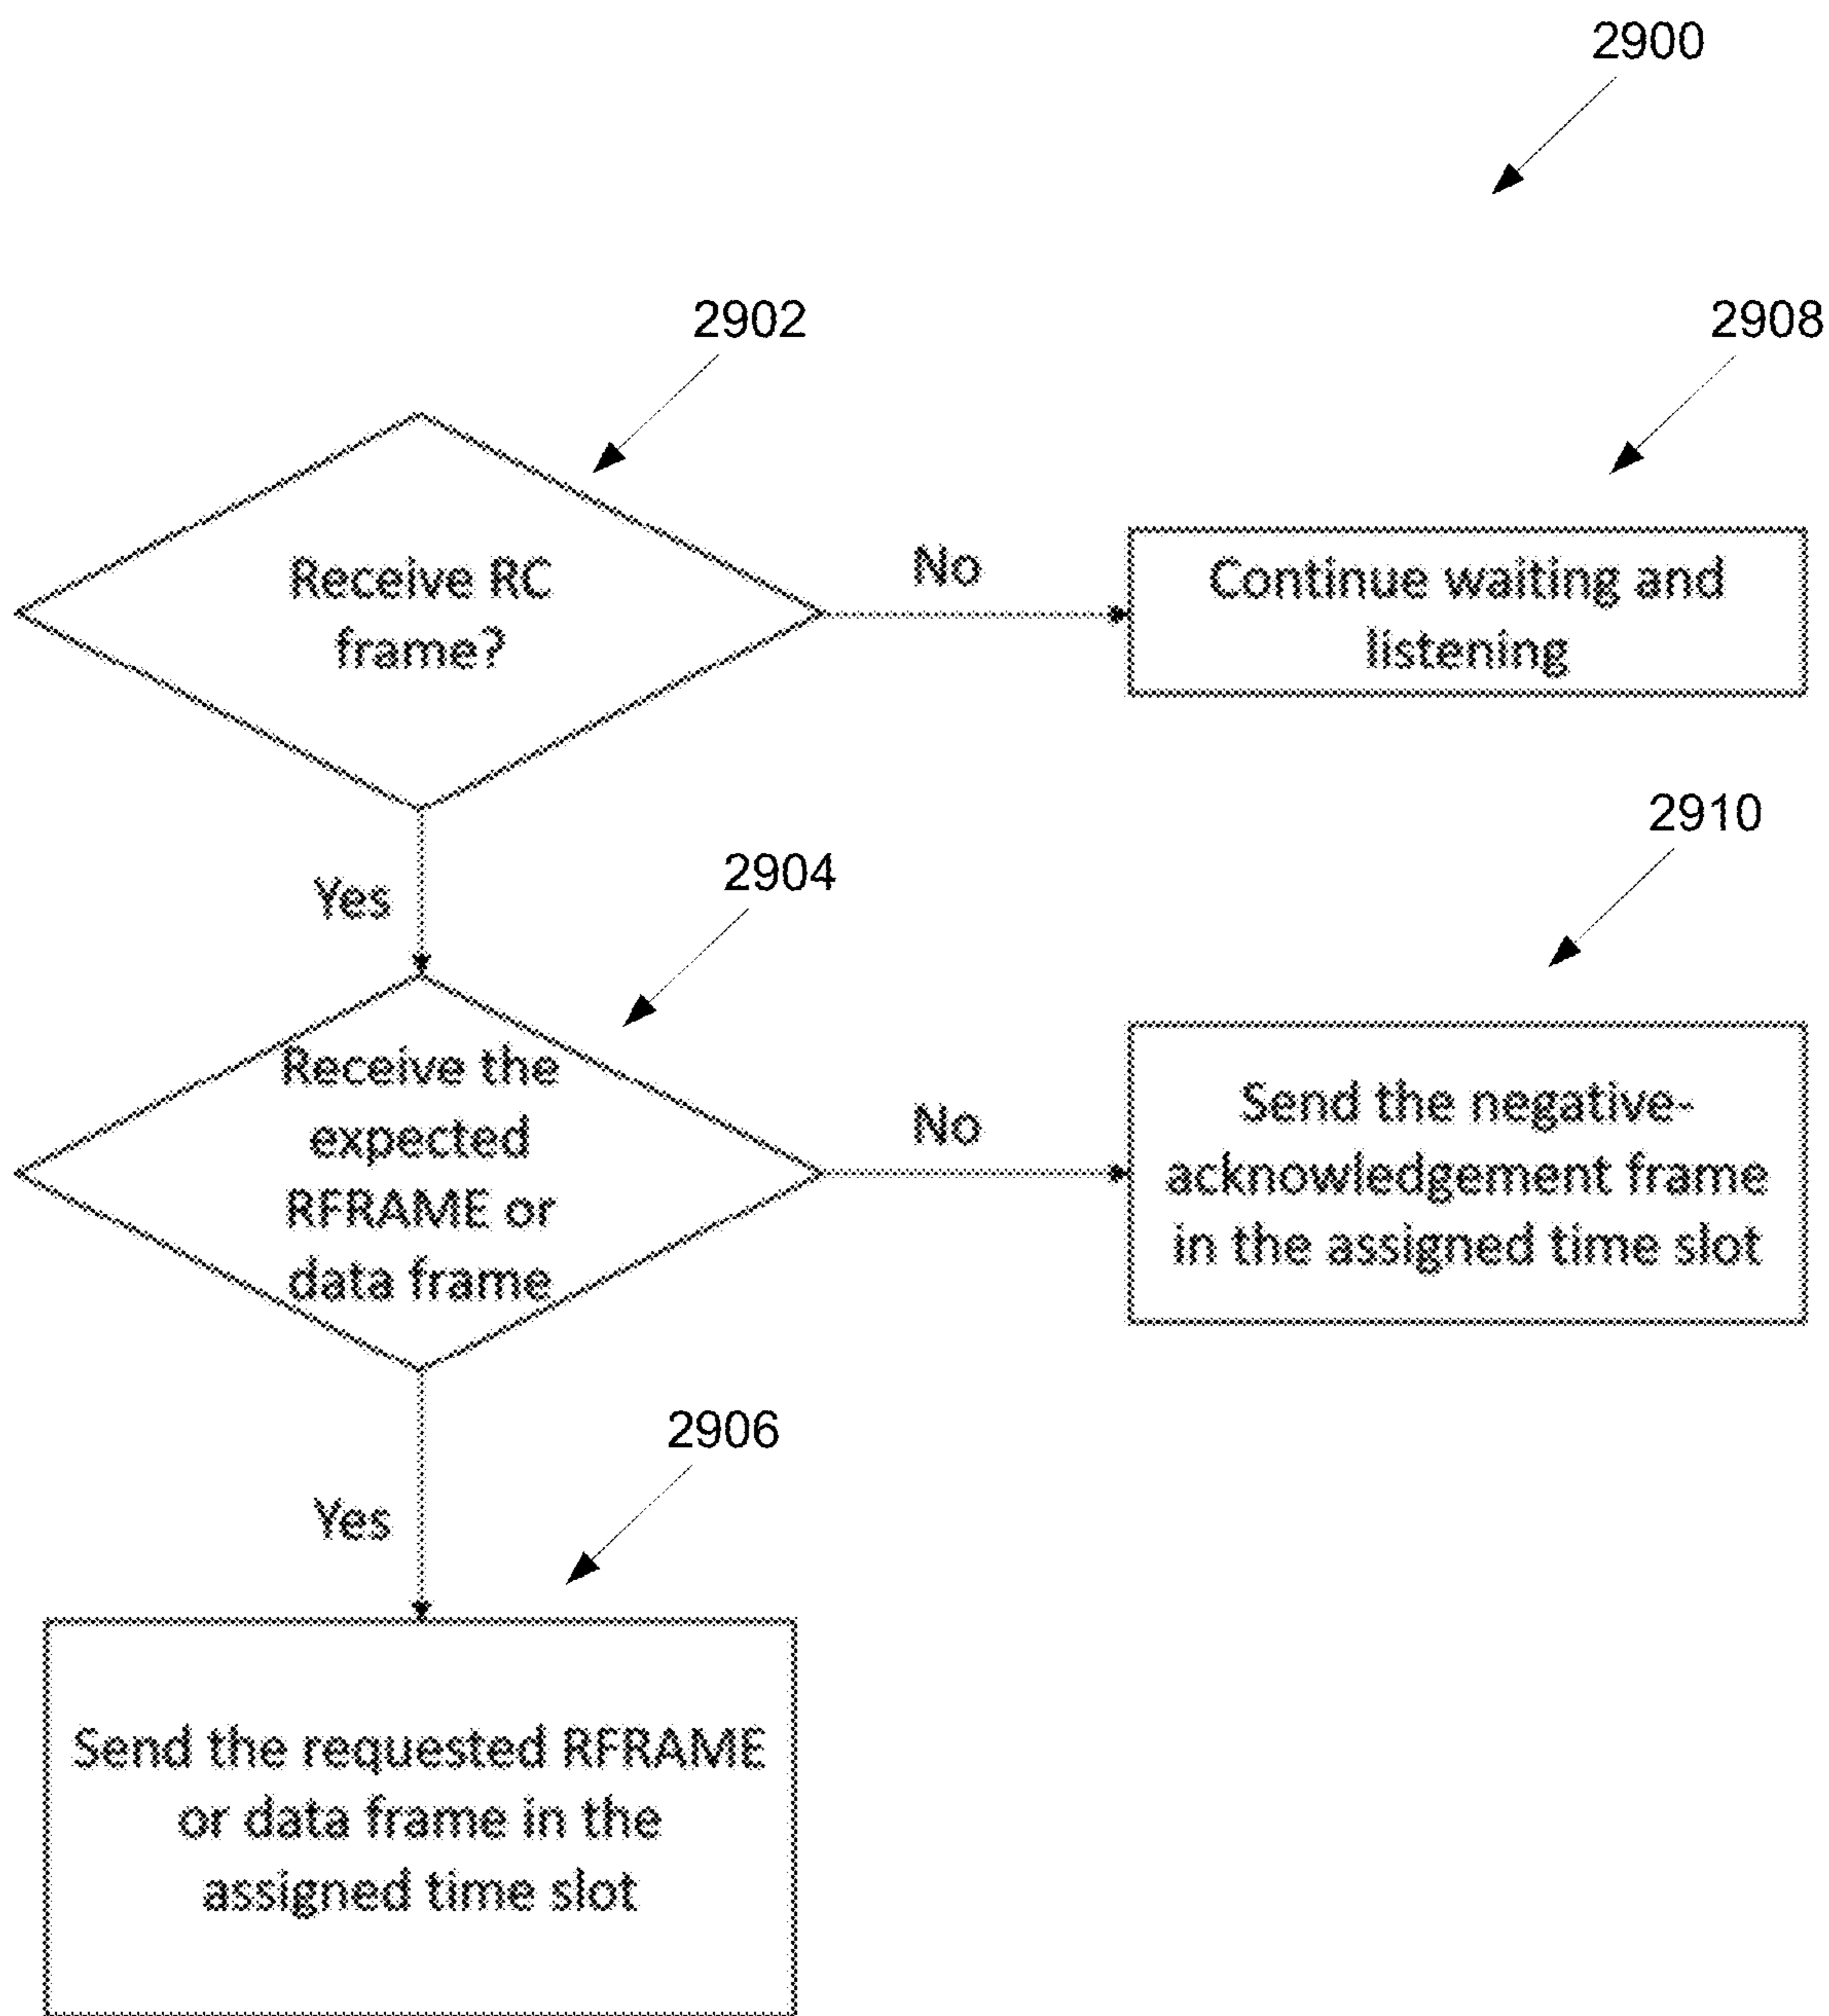 2900
2902
2908
Receive RC
frame?
No
Continue waiting and
listening
Yes
2904
2910
Receive the
expected
RFRAME or
data frame
No
Send the negative-
acknowledgement frame
in the assigned time slot
Yes
2906
Send the requested RFRAME
or data frame in the
assigned time slot